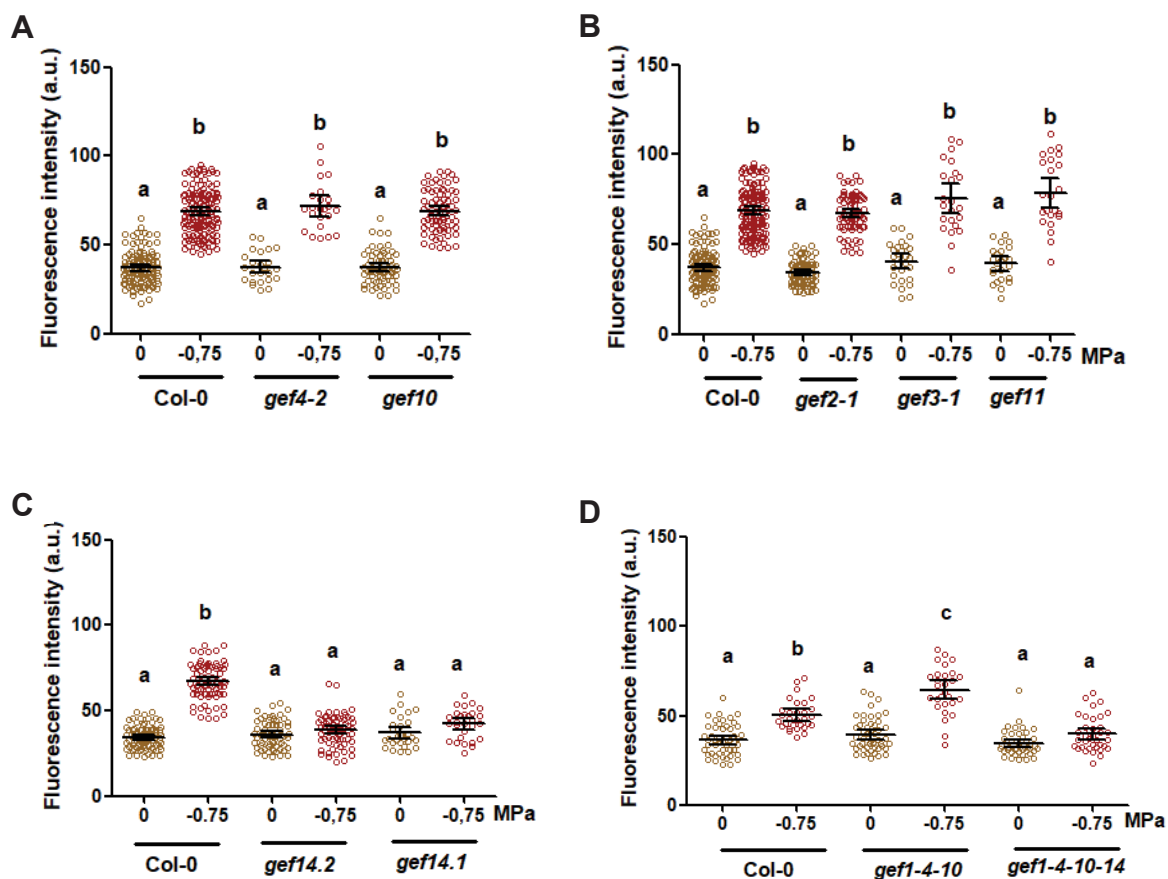 A
Fluorescence intensity (a.u.)
150
100
50
0
a
b
a
b
a
b
0 -0,75 0 -0,75 0 -0,75
Col-0 gef4-2 gef10
B
Fluorescence intensity (a.u.)
150
100
50
0
a
b
a
b
a
b
a
b
0 -0.75 0 -0.75 0 -0.75 0 -0.75 MPa
Col-0 gef2-1 gef3-1 gef11
C
Fluorescence intensity (a.u.)
150
100
50
0
a
b
a
a
a
a
0 -0.75 0 -0,75 0 -0,75 MPa
Col-0 gef14.2 gef14.1
D
Fluorescence intensity (a.u.)
150
100
50
0
a
b
a
c
a
a
0 -0.75 0 -0.75 0 -0.75 MPa
Col-0 gef1-4-10 gef1-4-10-14